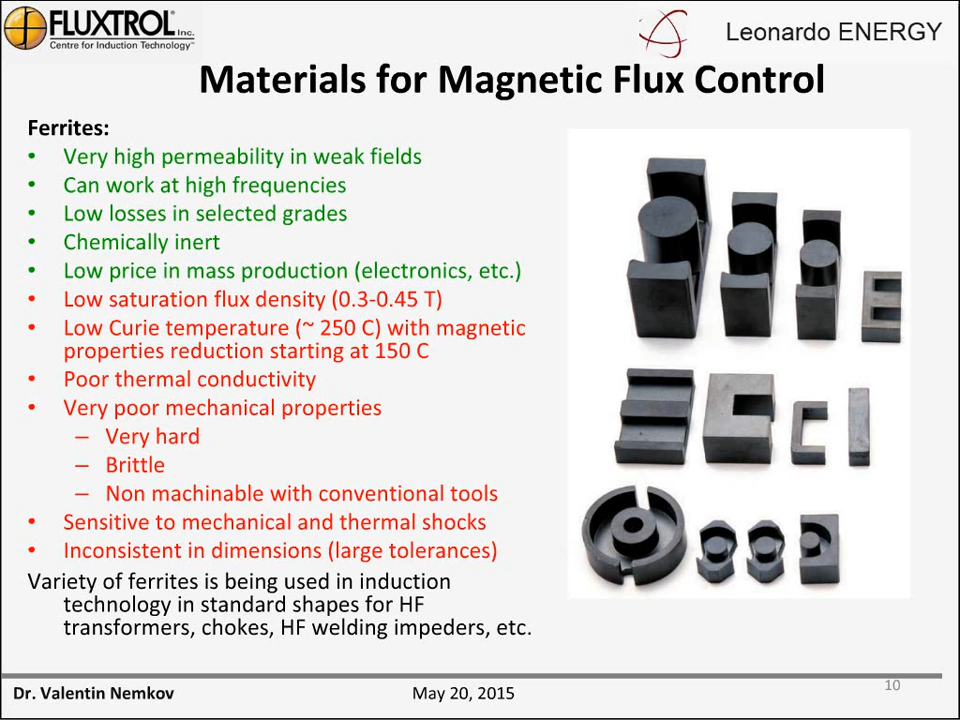 FLUXTROL Inc.
Centre for Induction Technology™
Leonardo ENERGY
Materials for Magnetic Flux Control
Ferrites:
• Very high permeability in weak fields
• Can work at high frequencies
• Low losses in selected grades
• Chemically inert
• Low price in mass production (electronics, etc.)
• Low saturation flux density (0.3-0.45 T)
• Low Curie temperature (~ 250 C) with magnetic
properties reduction starting at 150 C
• Poor thermal conductivity
• Very poor mechanical properties
– Very hard
– Brittle
– Non machinable with conventional tools
• Sensitive to mechanical and thermal shocks
• Inconsistent in dimensions (large tolerances)
Variety of ferrites is being used in induction
technology in standard shapes for HF
transformers, chokes, HF welding impeders, etc.
Dr. Valentin Nemkov
May 20, 2015
10